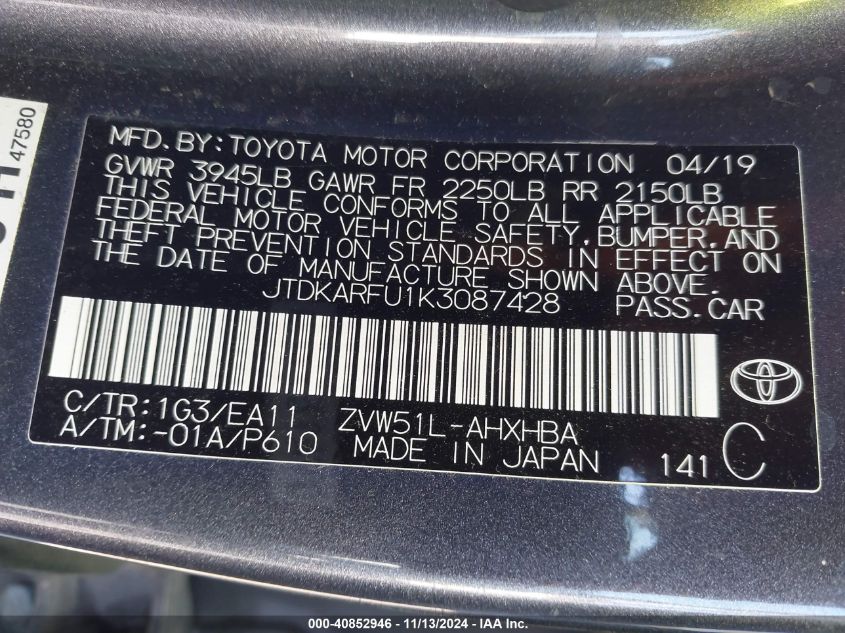 47580
MFD.BY:TOYOTA MOTOR CORPORATION 04/19
GVWR 3945LB GAWR FR 2250LB RR 2150LB
THIS VEHICLE CONFORMS TO ALL APPLICABLE
FEDERAL MOTOR VEHICLE SAFETY,BUMPER,AND
THEFT PREVENTION STANDARDS IN EFFECT ON
THE DATE OF MANUFACTURE SHOWN ABOVE.
JTDKARFU1K3087428 PASS.CAR
C/TR:1G3/EA11 ZVW51L-AHXHBA
A/TM:-01A/P610 MADE IN JAPAN 141 C
000-40852946 - 11/13/2024 - IAAI Inc.